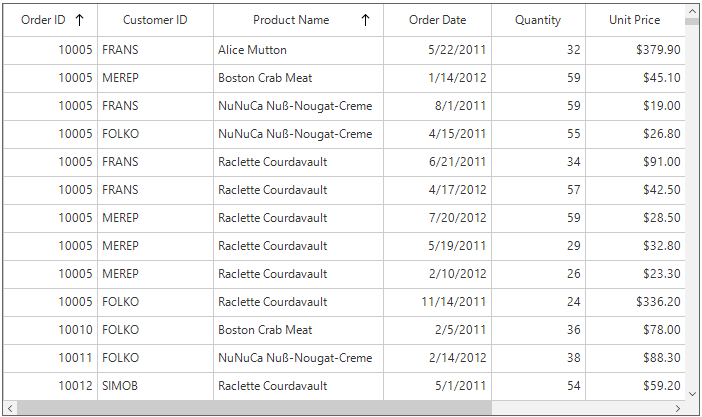 Order ID Customer ID Product Name Order Date Quantity Unit Price
10005 FRANS Alice Mutton 5/22/2011 32 $379.90
10005 MEREP Boston Crab Meat 1/14/2012 59 $45.10
10005 FRANS NuNuCa Nuß-Nougat-Creme 8/1/2011 59 $19.00
10005 FOLKO NuNuCa Nuß-Nougat-Creme 4/15/2011 55 $26.80
10005 FRANS Raclette Courdavault 6/21/2011 34 $91.00
10005 FRANS Raclette Courdavault 4/17/2012 57 $42.50
10005 MEREP Raclette Courdavault 7/20/2012 59 $28.50
10005 MEREP Raclette Courdavault 5/19/2011 29 $32.80
10005 MEREP Raclette Courdavault 2/10/2012 26 $23.30
10005 FOLKO Raclette Courdavault 11/14/2011 24 $336.20
10010 FOLKO Boston Crab Meat 2/5/2011 36 $78.00
10011 FOLKO NuNuCa Nuß-Nougat-Creme 2/14/2012 38 $88.30
10012 SIMOB Raclette Courdavault 5/1/2011 54 $59.20